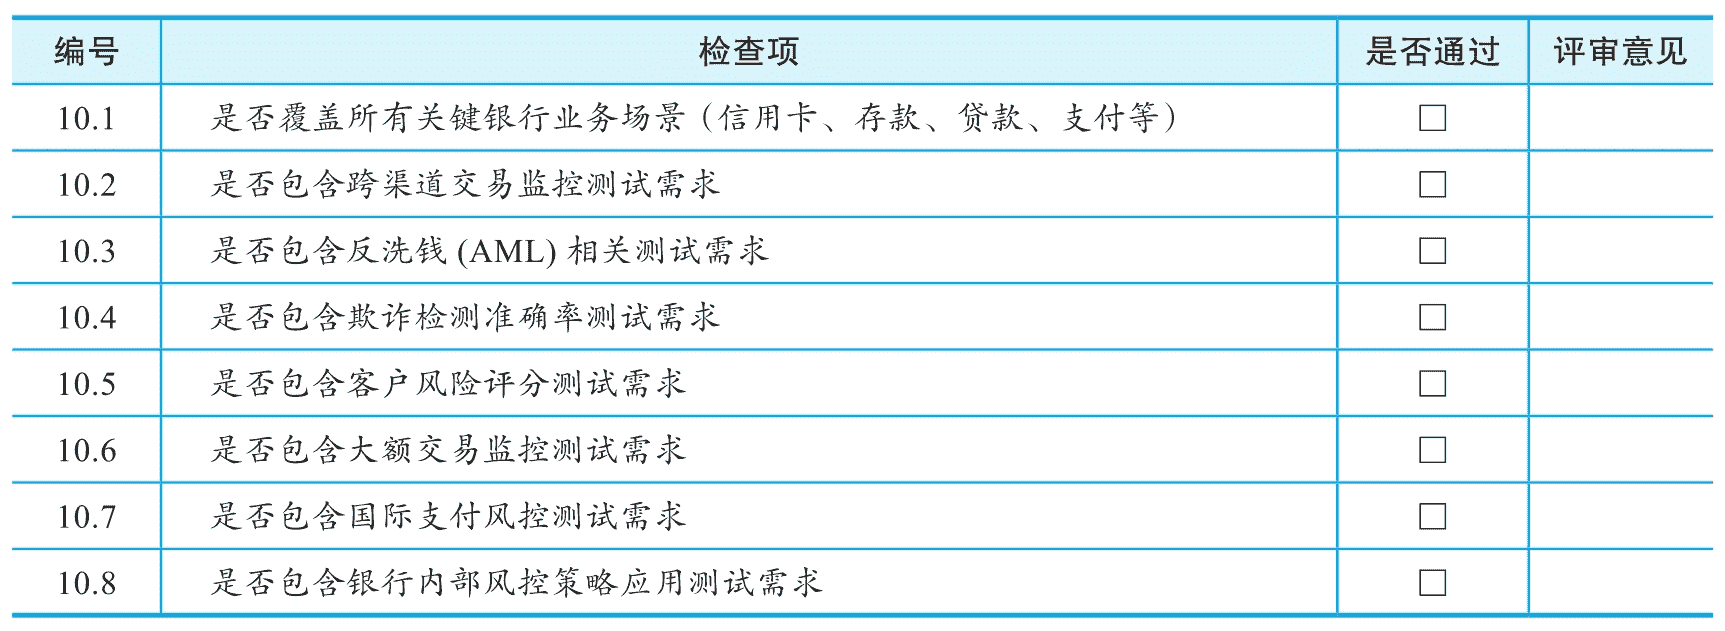 编号 检查项 是否通过 评审意见
10.1 是否覆盖所有关键银行业务场景（信用卡、存款、贷款、支付等） □
10.2 是否包含跨渠道交易监控测试需求 □
10.3 是否包含反洗钱 (AML) 相关测试需求 □
10.4 是否包含欺诈检测准确率测试需求 □
10.5 是否包含客户风险评分测试需求 □
10.6 是否包含大额交易监控测试需求 □
10.7 是否包含国际支付风控测试需求 □
10.8 是否包含银行内部风控策略应用测试需求 □